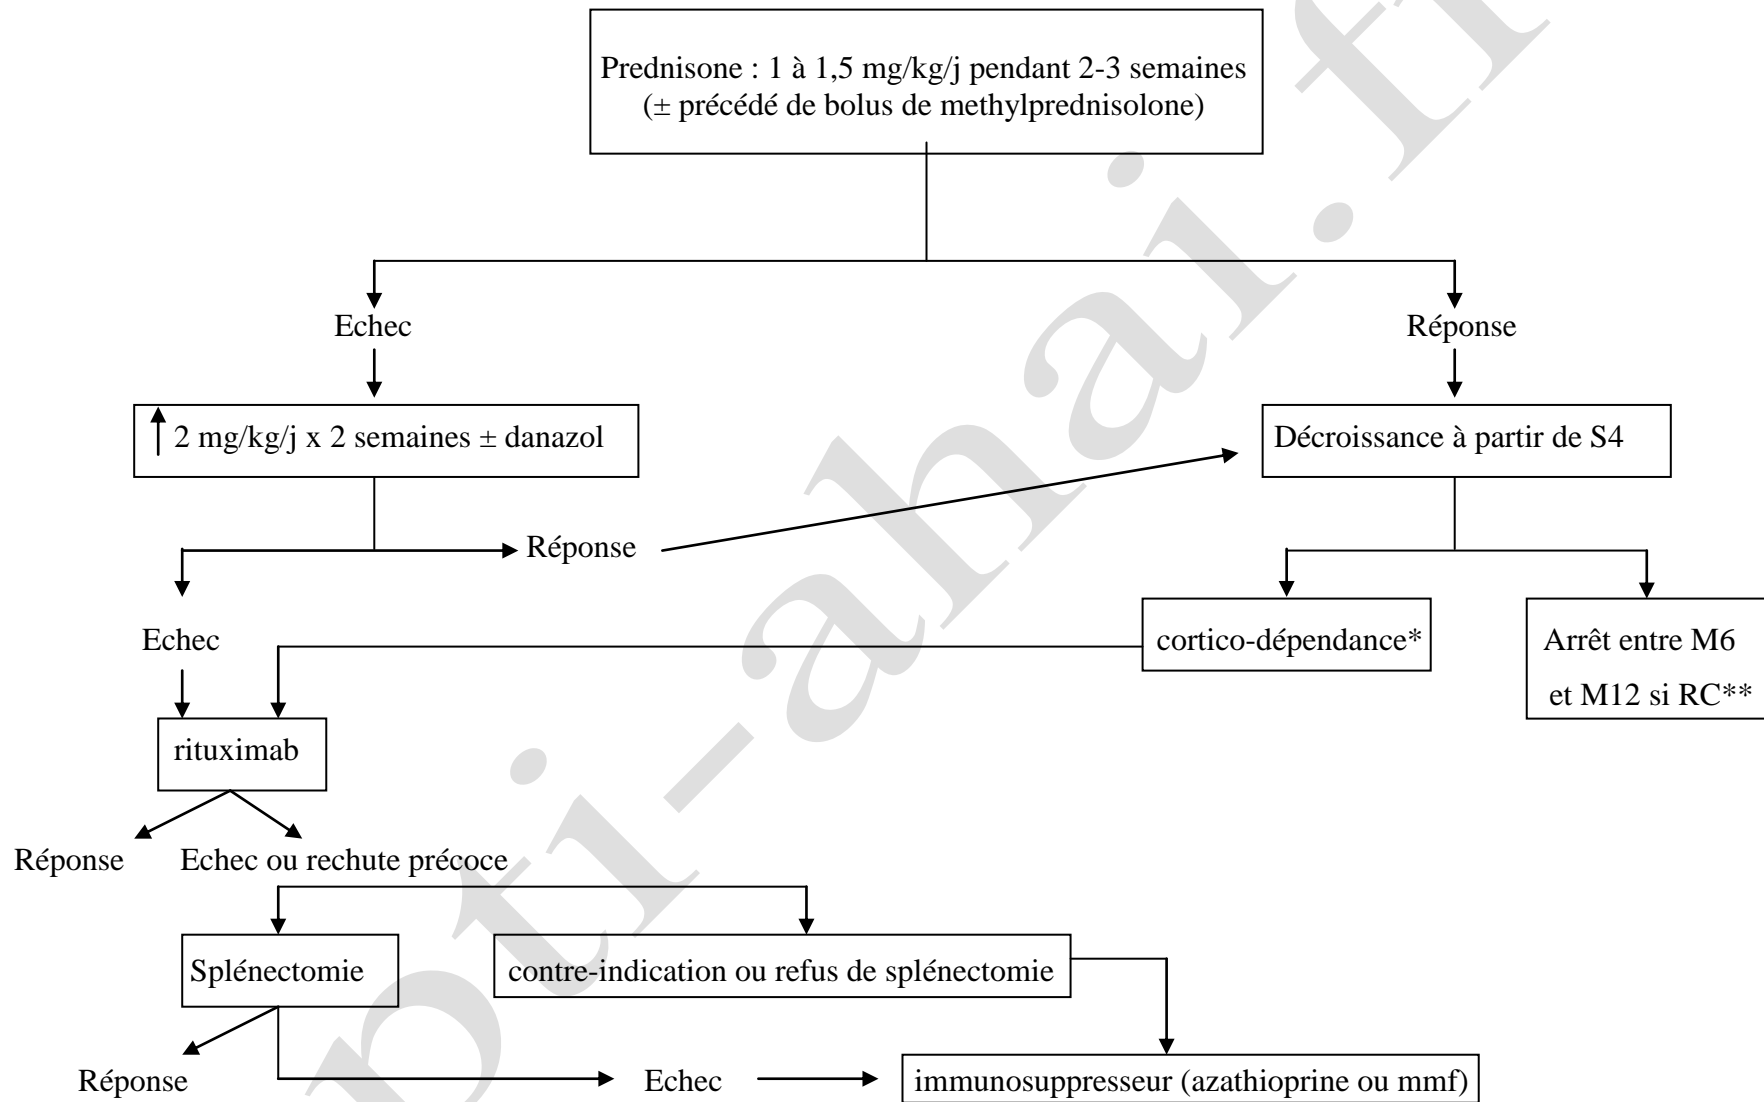 Prednisone : 1 à 1,5 mg/kg/j pendant 2-3 semaines
(± précédé de bolus de methylprednisolone)
Echec
Réponse
2 mg/kg/j x 2 semaines ± danazol
Décroissance à partir de S4
Réponse
Echec
cortico-dépendance*
Arrêt entre M6
et M12 si RC**
rituximab
Réponse
Echec ou rechute précoce
Splénectomie
contre-indication ou refus de splénectomie
Réponse
Echec
immunosuppresseur (azathioprine ou mmf)
pti-ahai.fr